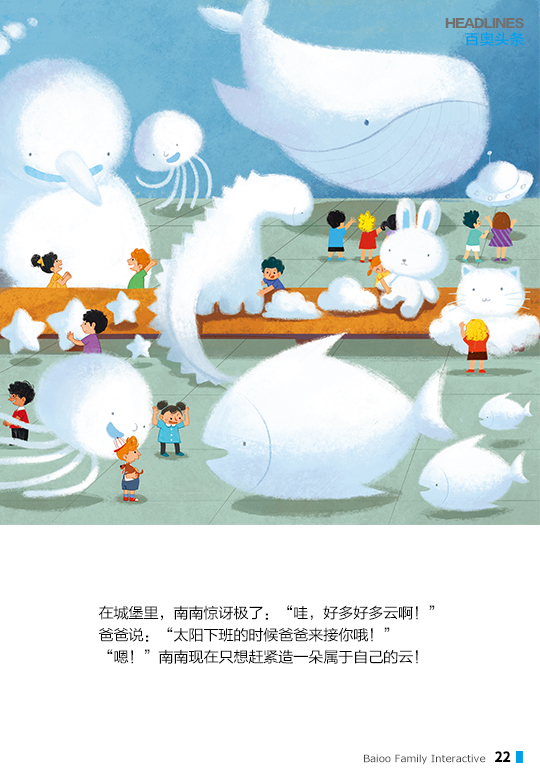 HEADLINES
百奥头条
在城堡里，南南惊讶极了：“哇，好多好多云啊！”
爸爸说：“太阳下班的时候爸爸来接你哦！”
“嗯！”南南现在只想赶紧造一朵属于自己的云！
Baioo Family Interactive 22